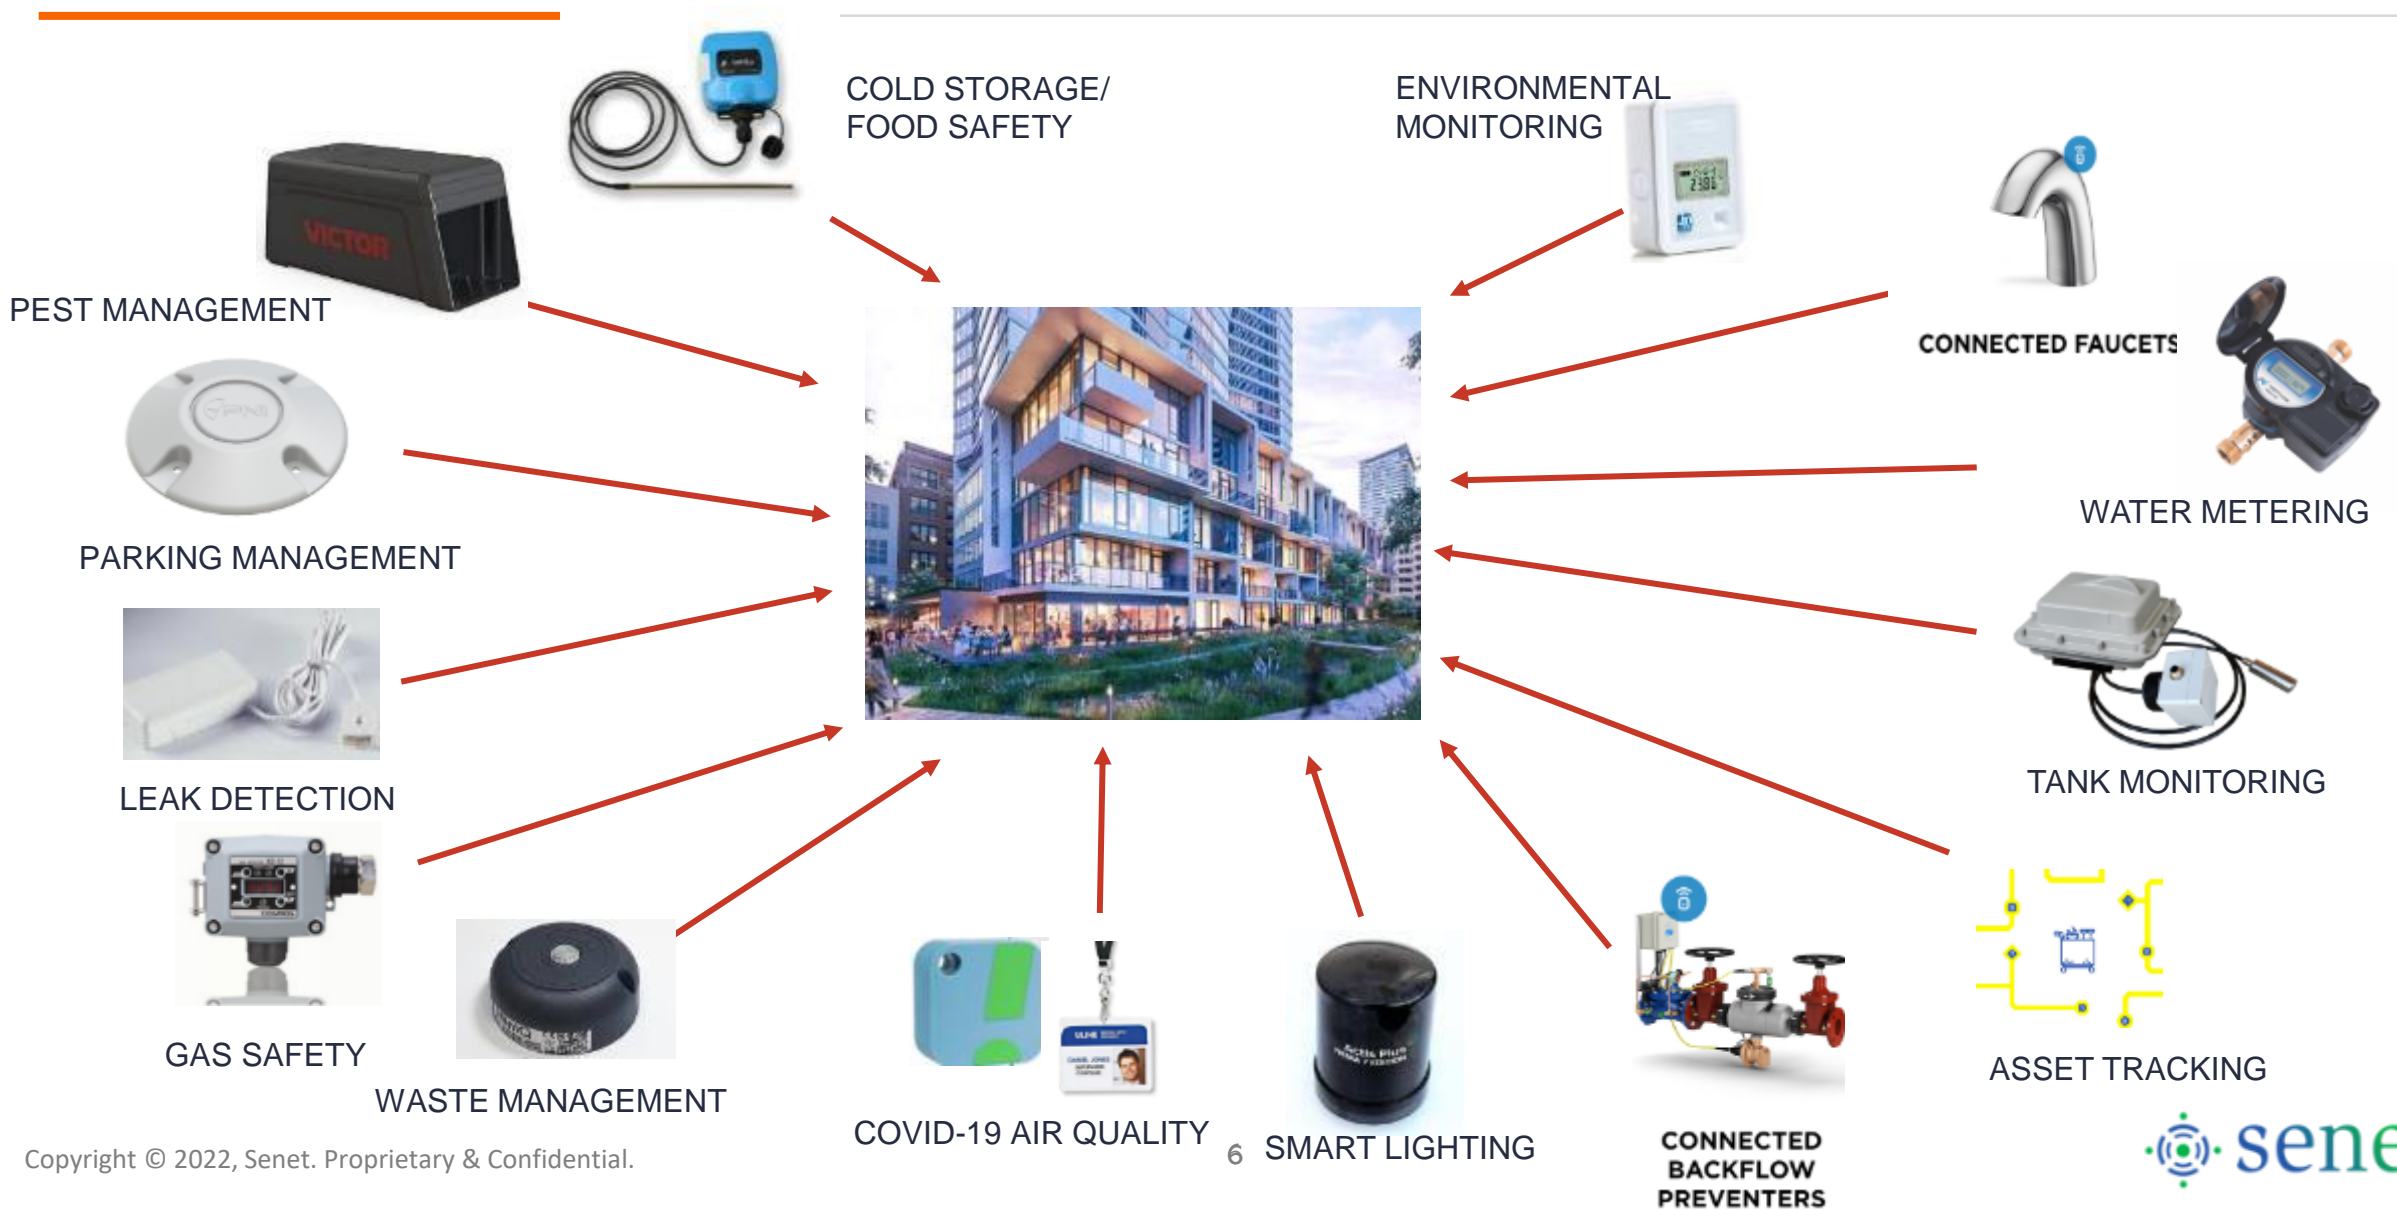 COLD STORAGE/
FOOD SAFETY
ENVIRONMENTAL
MONITORING
VICTOR
PEST MANAGEMENT
CONNECTED FAUCETS
PNI
WATER METERING
PARKING MANAGEMENT
LEAK DETECTION
TANK MONITORING
GAS SAFETY
WASTE MANAGEMENT
COVID-19 AIR QUALITY
SMART LIGHTING
CONNECTED
BACKFLOW
PREVENTERS
ASSET TRACKING
Copyright © 2022, Senet. Proprietary & Confidential.
6
sene